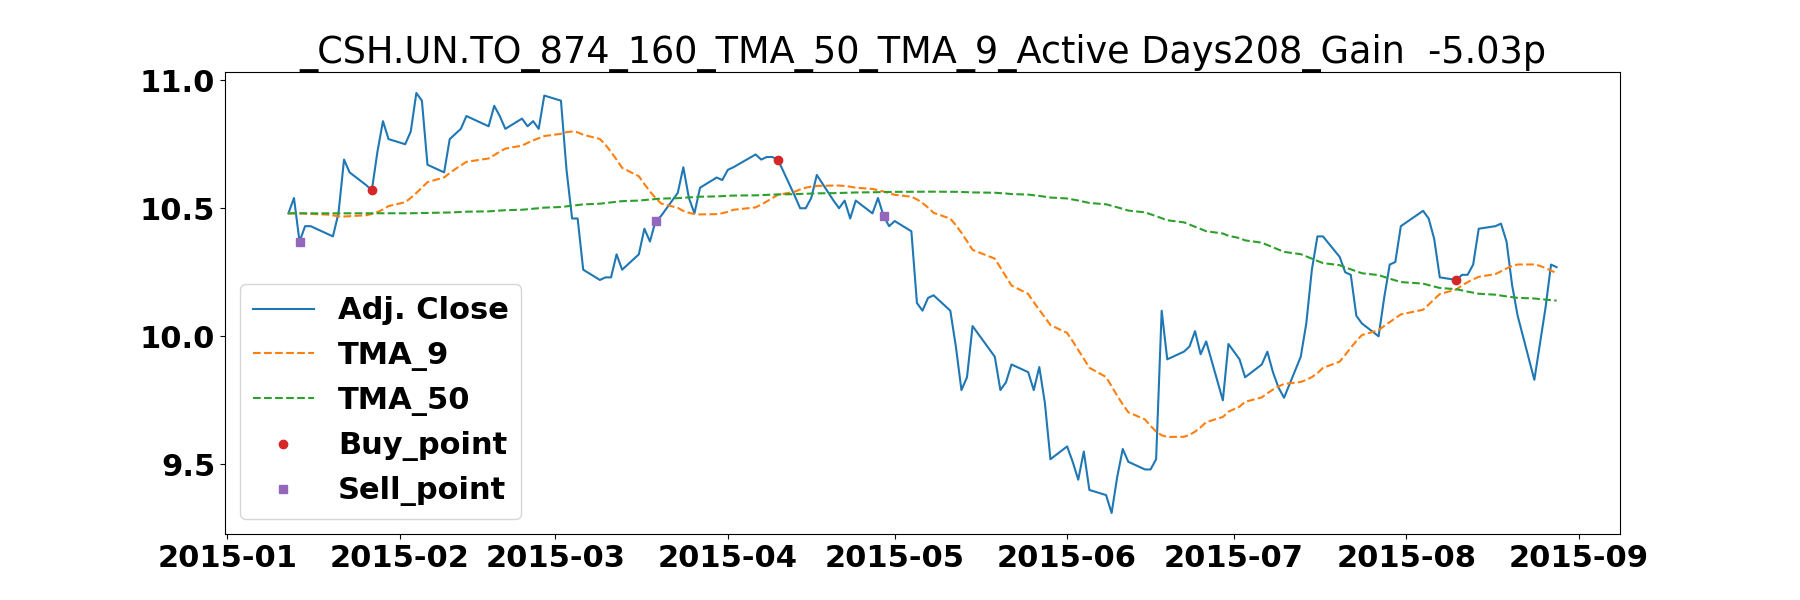 _CSH.UN.TO_874_160_TMA_50_TMA_9_Active Days208_Gain  -5.03p
11.0
10.5
10.0
9.5
Adj. Close
TMA_9
TMA_50
Buy_point
Sell_point
2015-01 2015-02 2015-03 2015-04 2015-05 2015-06 2015-07 2015-08 2015-09